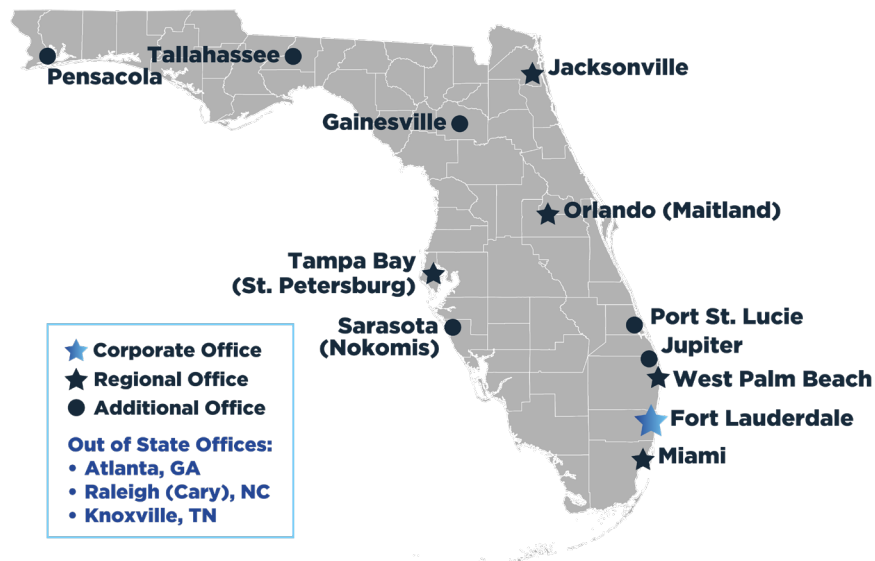 Tallahassee
Pensacola
Jacksonville
Gainesville
Orlando (Maitland)
Tampa Bay
(St. Petersburg)
Port St. Lucie
Sarasota
(Nokomis)
Jupiter
West Palm Beach
Fort Lauderdale
Miami
Corporate Office
Regional Office
Additional Office
Out of State Offices:
• Atlanta, GA
• Raleigh (Cary), NC
• Knoxville, TN